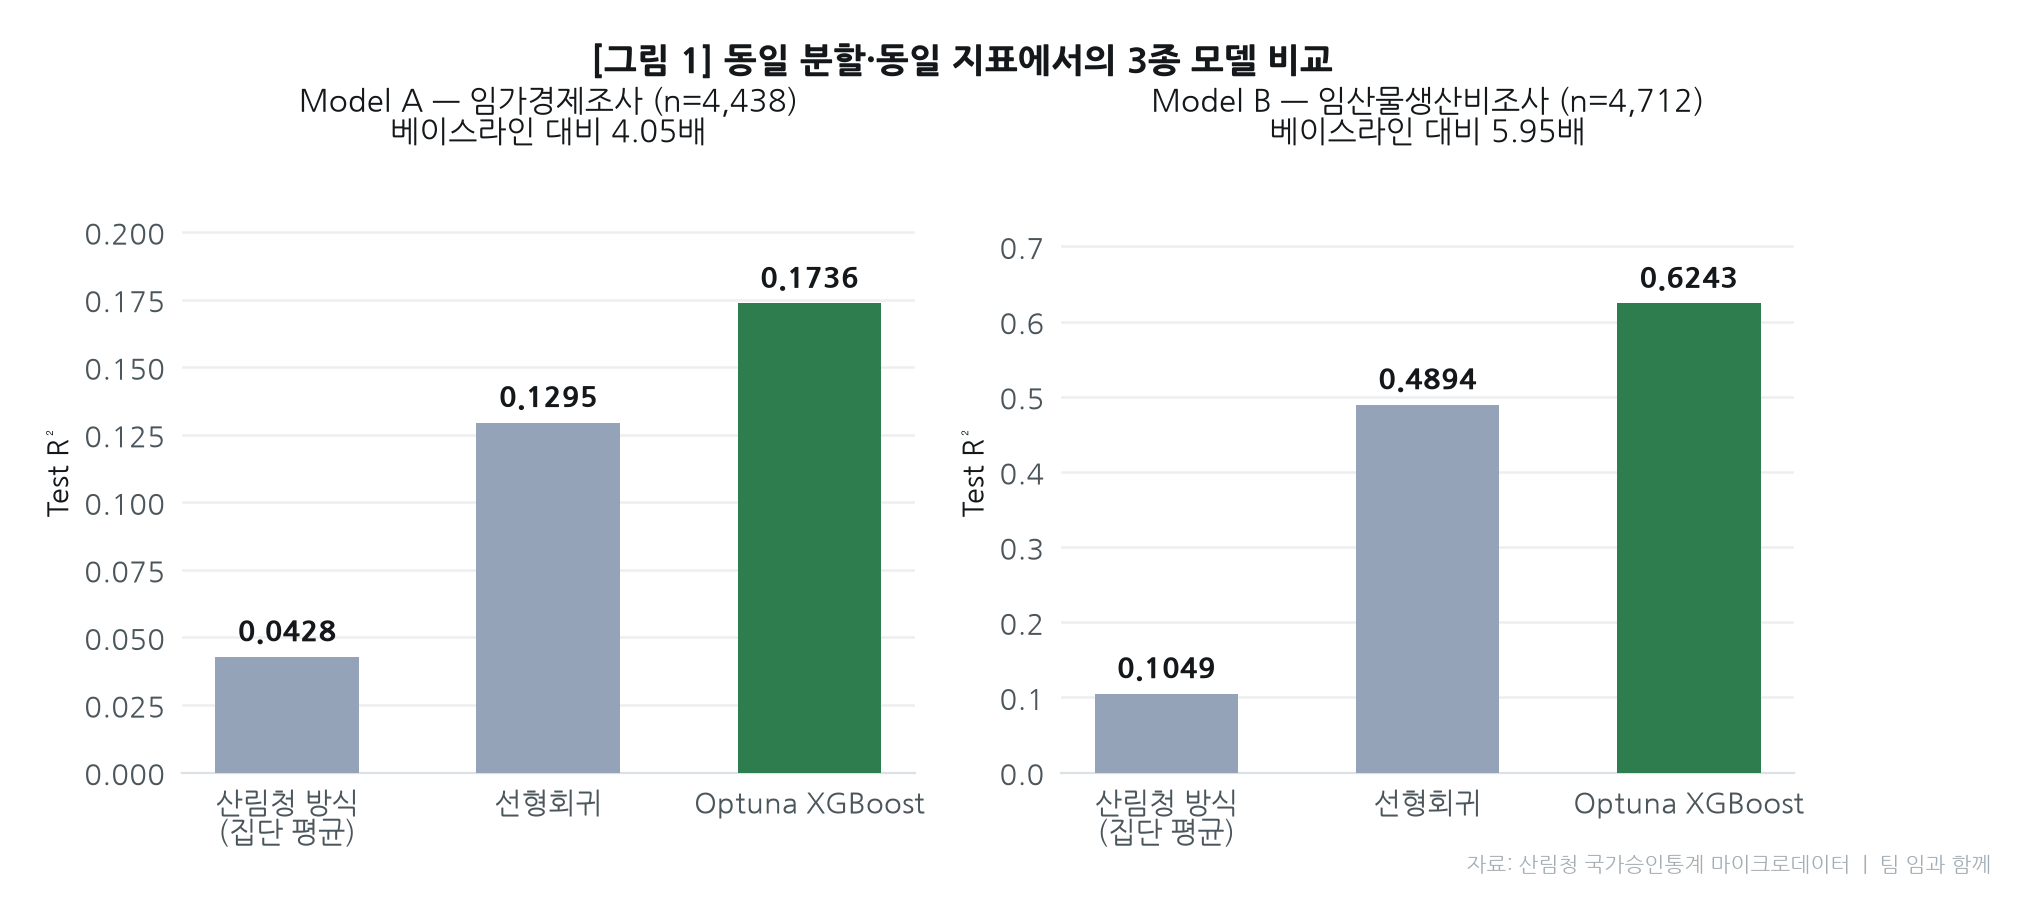 [그림 1] 동일 분할·동일 지표에서의 3종 모델 비교
Model A — 임가경제조사 (n=4,438)
베이스라인 대비 4.05배
Test R²
0.200
0.175
0.150
0.125
0.100
0.075
0.050
0.025
0.000
0.0428
0.1295
0.1736
산림청 방식
(집단 평균)
선형회귀
Optuna XGBoost
Model B — 임산물생산비조사 (n=4,712)
베이스라인 대비 5.95배
Test R²
0.7
0.6
0.5
0.4
0.3
0.2
0.1
0.0
0.1049
0.4894
0.6243
산림청 방식
(집단 평균)
선형회귀
Optuna XGBoost
자료: 산림청 국가승인통계 마이크로데이터 | 팀 임과 함께